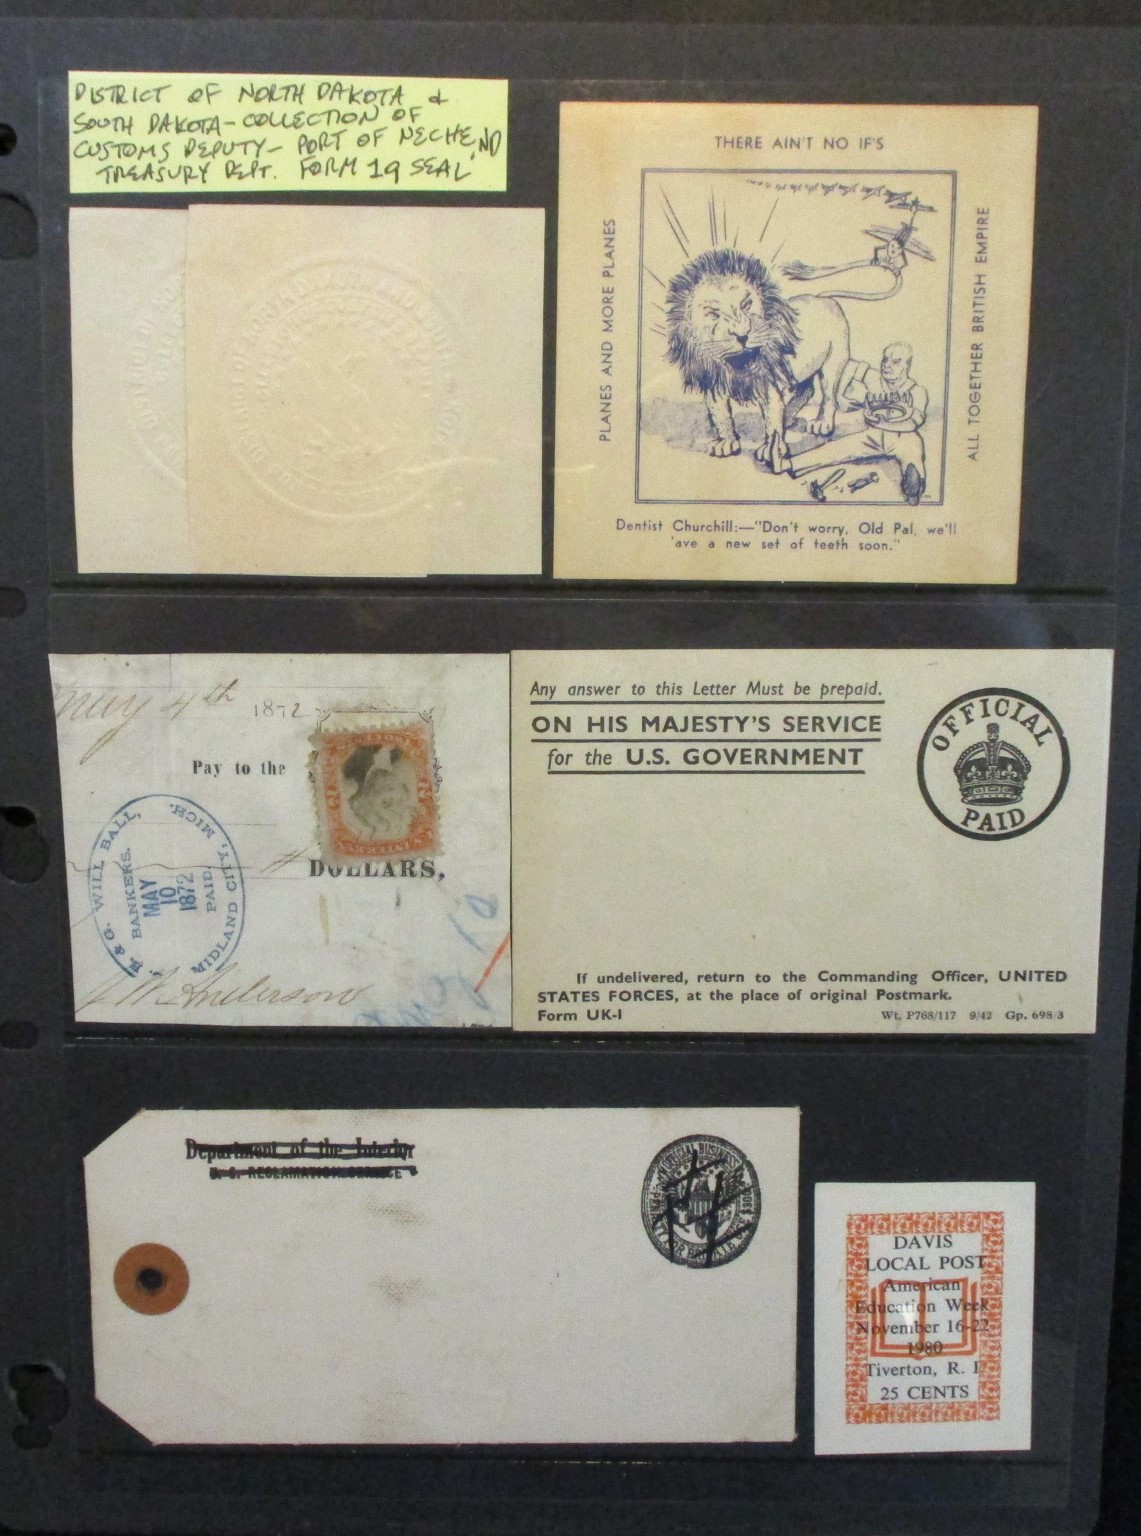 DISTRICT OF NORTH DAKOTA &
SOUTH DAKOTA - COLLECTION OF
CUSTOMS DEPUTY - PORT OF NECHE, ND
TREASURY DEPT. FORM 19 SEAL
THERE AIN'T NO IF'S
PLANES AND MORE PLANES
ALL TOGETHER BRITISH EMPIRE
Dentist Churchill:—"Don't worry, Old Pal, we'll
'ave a new set of teeth soon."
May 4th 1872
Pay to the
DOLLARS,
& G. WILL BALL,
BANKERS.
MAY
10
1872
PAID.
MIDLAND CITY, MICH.
Anderson
Any answer to this Letter Must be prepaid.
ON HIS MAJESTY'S SERVICE
for the U.S. GOVERNMENT
OFFICIAL
PAID
If undelivered, return to the Commanding Officer, UNITED
STATES FORCES, at the place of original Postmark.
Form UK-1
Wt. P768/117 9/42 Gp. 698/3
Department of the Interior
U. S. RECLAMATION SERVICE
DAVIS
LOCAL POST
American
Education Week
November 16-22
1980
Tiverton, R. I.
25 CENTS